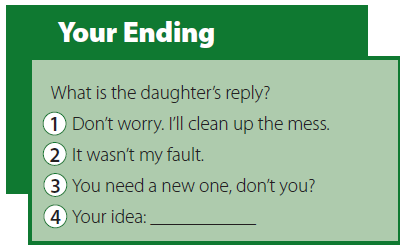 Your Ending
What is the daughter's reply?
1 Don't worry. I'll clean up the mess.
2 It wasn't my fault.
3 You need a new one, don't you?
4 Your idea: ____________